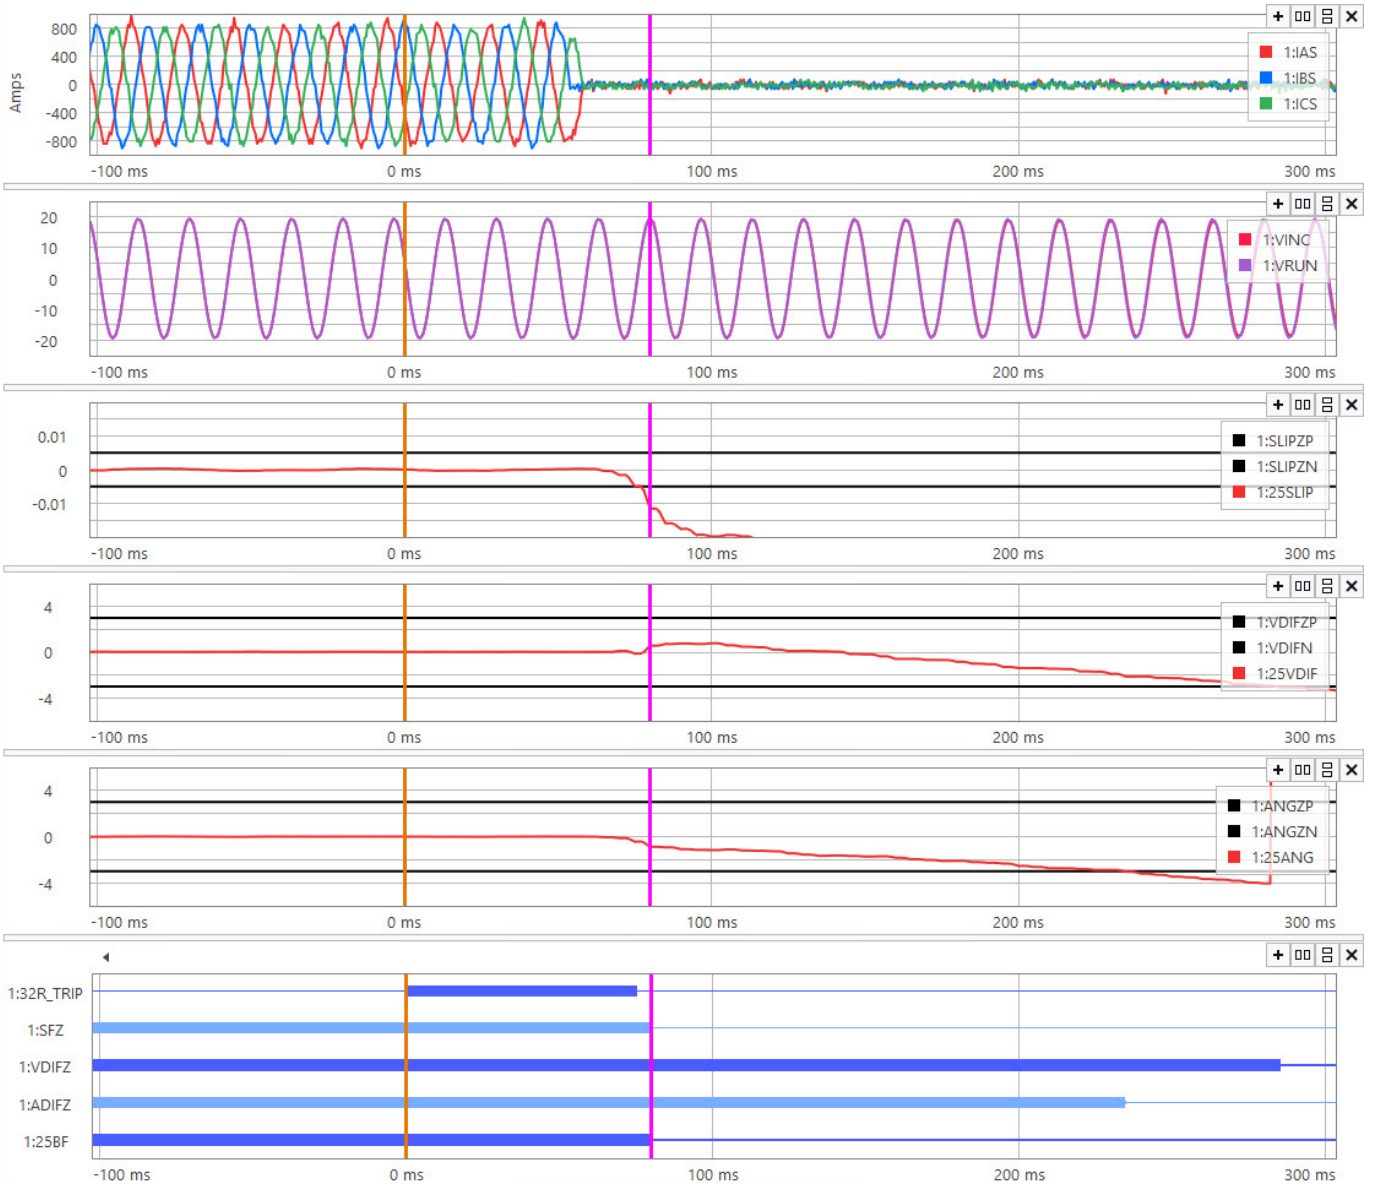 800
400
0
-400
-800
Amps
1:IAS
1:IBS
1:ICS
-100 ms 0 ms 100 ms 200 ms 300 ms
20
10
0
-10
-20
1:VINC
1:VRUN
-100 ms 0 ms 100 ms 200 ms 300 ms
0.01
0
-0.01
1:SLIPZP
1:SLIPZN
1:25SLIP
-100 ms 0 ms 100 ms 200 ms 300 ms
4
0
-4
1:VDIFZP
1:VDIFN
1:25VDIF
-100 ms 0 ms 100 ms 200 ms 300 ms
4
0
-4
1:ANGZP
1:ANGZN
1:25ANG
-100 ms 0 ms 100 ms 200 ms 300 ms
1:32R_TRIP
1:SFZ
1:VDIFZ
1:ADIFZ
1:25BF
-100 ms 0 ms 100 ms 200 ms 300 ms